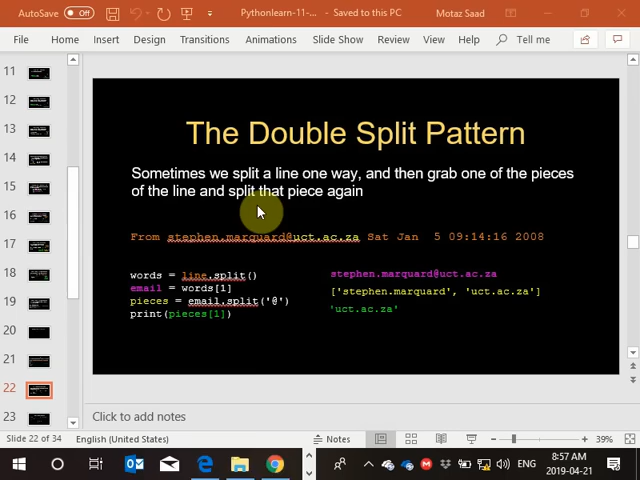 AutoSave Off Pythonlearn-11-... - Saved to this PC Motaz Saad
File Home Insert Design Transitions Animations Slide Show Review View Help Tell me
11
12
13
14
15
16
17
18
19
20
21
22
23
The Double Split Pattern
Sometimes we split a line one way, and then grab one of the pieces
of the line and split that piece again
From stephen.marquard@uct.ac.za Sat Jan 5 09:14:16 2008
words = line.split()
email = words[1]
pieces = email.split('@')
print(pieces[1])
stephen.marquard@uct.ac.za
['stephen.marquard', 'uct.ac.za']
'uct.ac.za'
Click to add notes
Slide 22 of 34 English (United States) Notes 39%
ENG 8:57 AM
2019-04-21